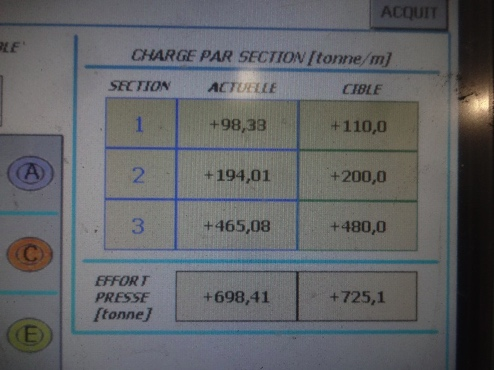 ACQUIT
CHARGE PAR SECTION [tonne/m]
SECTION ACTUELLE CIBLE
1 +98,33 +110,0
2 +194,01 +200,0
3 +465,08 +480,0
EFFORT
PRESSE +698,41 +725,1
[tonne]
A
C
E